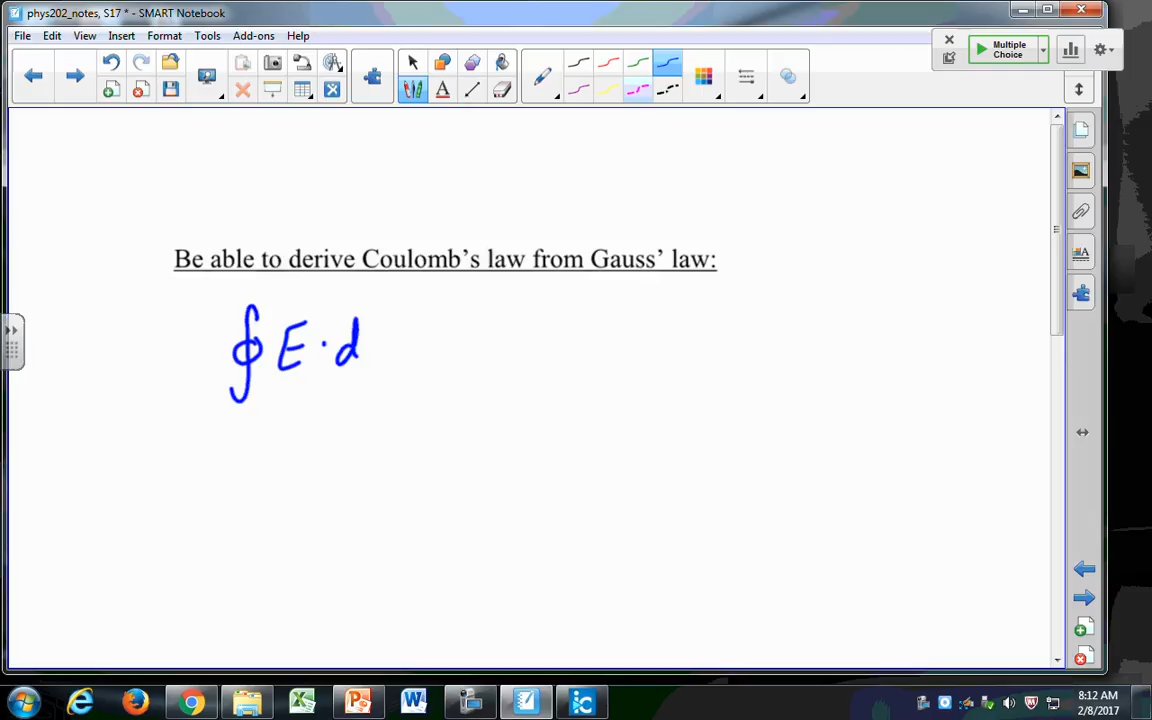 phys202_notes, S17 * - SMART Notebook
File Edit View Insert Format Tools Add-ons Help
Multiple
Choice
Be able to derive Coulomb’s law from Gauss’ law:
∮ E · d
8:12 AM
2/8/2017